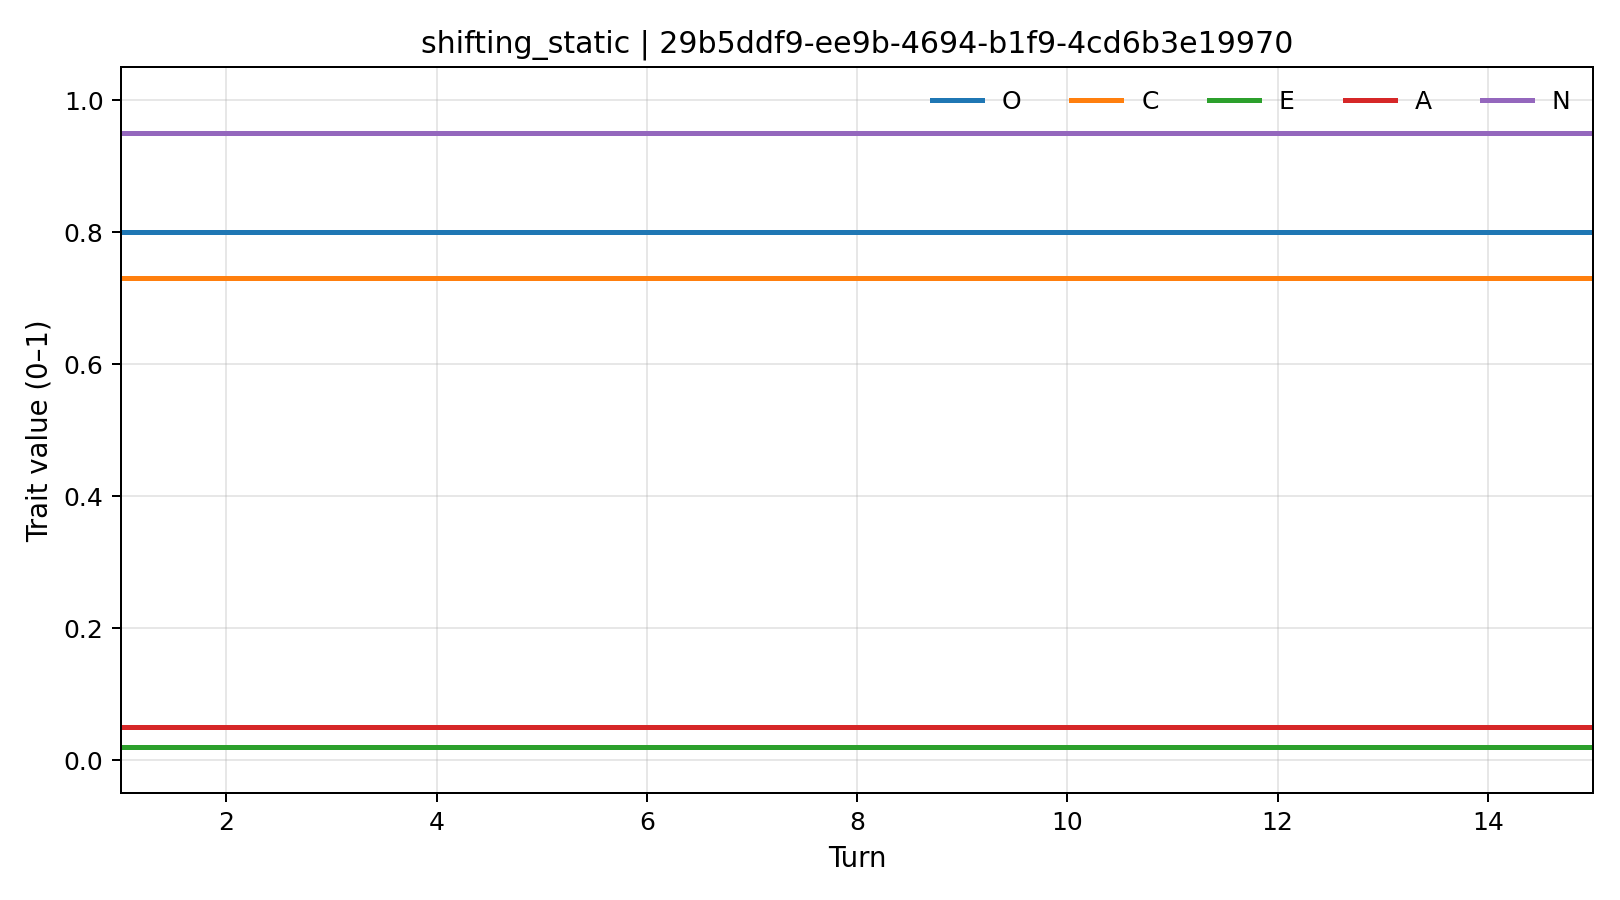 shifting_static | 29b5ddf9-ee9b-4694-b1f9-4cd6b3e19970
O C E A N
1.0
0.8
0.6
0.4
0.2
0.0
Trait value (0–1)
2 4 6 8 10 12 14
Turn